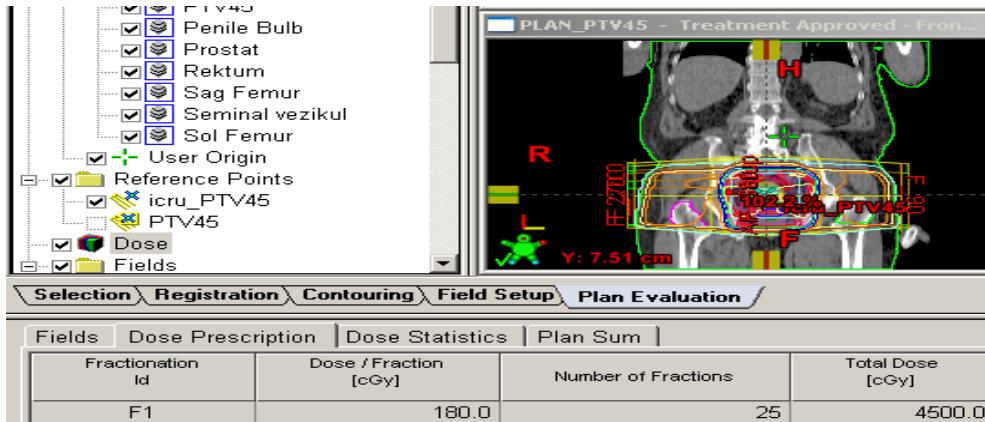 PTV45
Penile Bulb
Prostat
Rektum
Sag Femur
Seminal vezikul
Sol Femur
User Origin
Reference Points
icru_PTV45
PTV45
Dose
Fields
PLAN_PTV45 - Treatment Approved - Fron...
H
R
102.2 %
icru_PTV45
L
F
Y: 7.51 cm
Selection Registration Contouring Field Setup Plan Evaluation
Fields Dose Prescription Dose Statistics Plan Sum
Fractionation Id Dose / Fraction [cGy] Number of Fractions Total Dose [cGy]
F1 180.0 25 4500.0